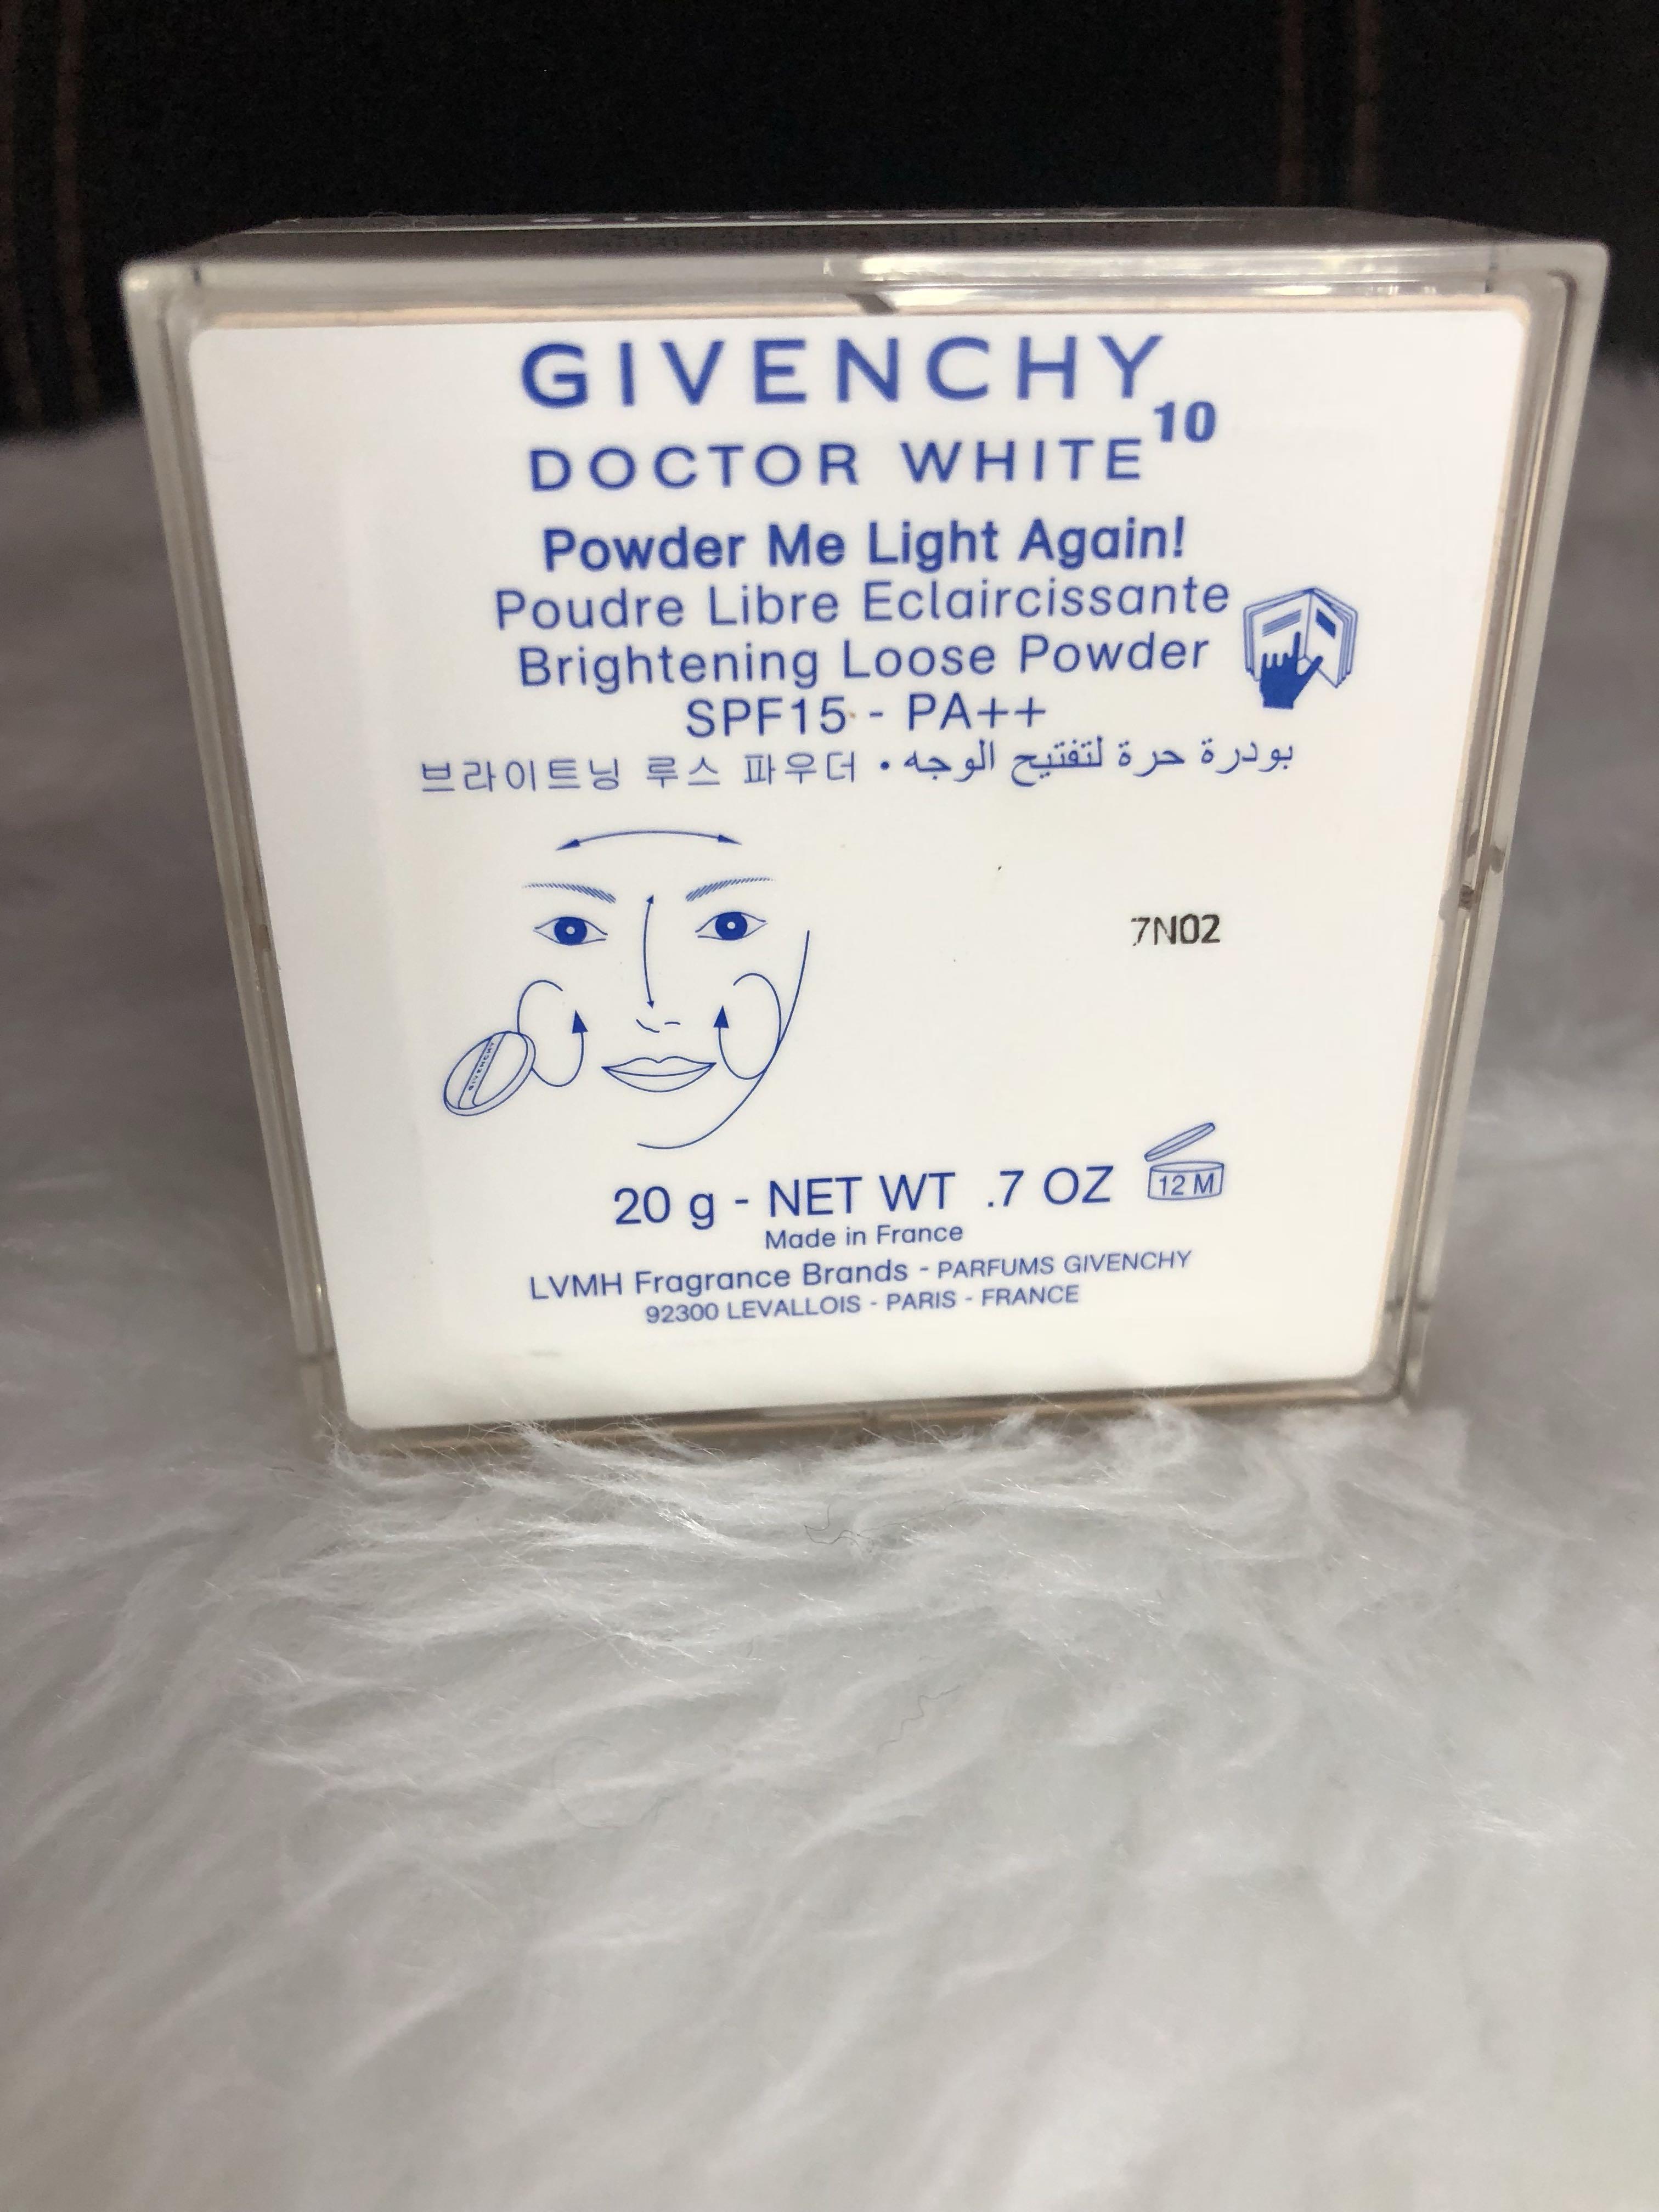 GIVENCHY
DOCTOR WHITE 10
Powder Me Light Again!
Poudre Libre Eclaircissante
Brightening Loose Powder
SPF15 - PA++
브라이트닝 루스 파우더 • بودرة حرة لتفتيح الوجه
7N02
GIVENCHY
20 g - NET WT .7 OZ
12 M
Made in France
LVMH Fragrance Brands - PARFUMS GIVENCHY
92300 LEVALLOIS - PARIS - FRANCE